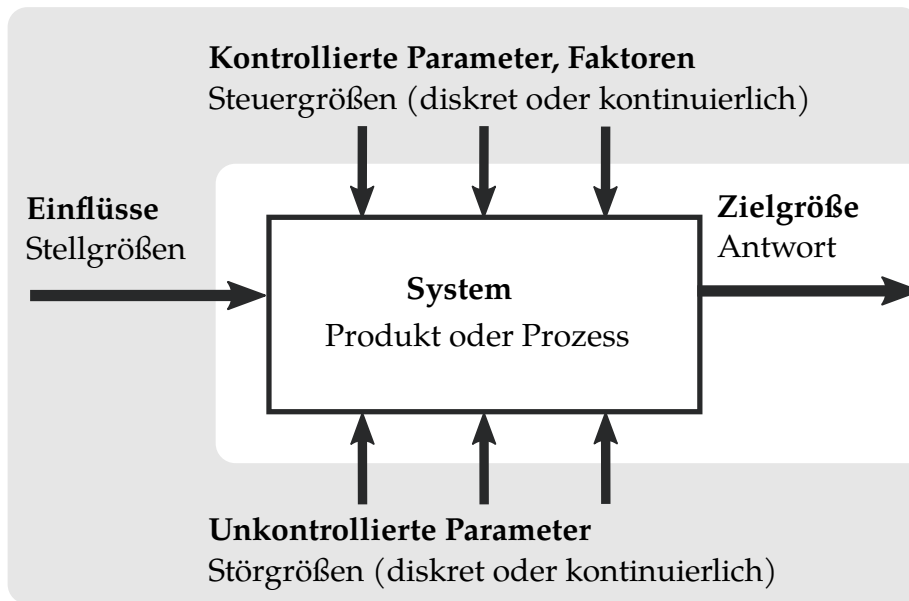 Kontrollierte Parameter, Faktoren
Steuergrößen (diskret oder kontinuierlich)
Einflüsse
Stellgrößen
Zielgröße
Antwort
System
Produkt oder Prozess
Unkontrollierte Parameter
Störgrößen (diskret oder kontinuierlich)